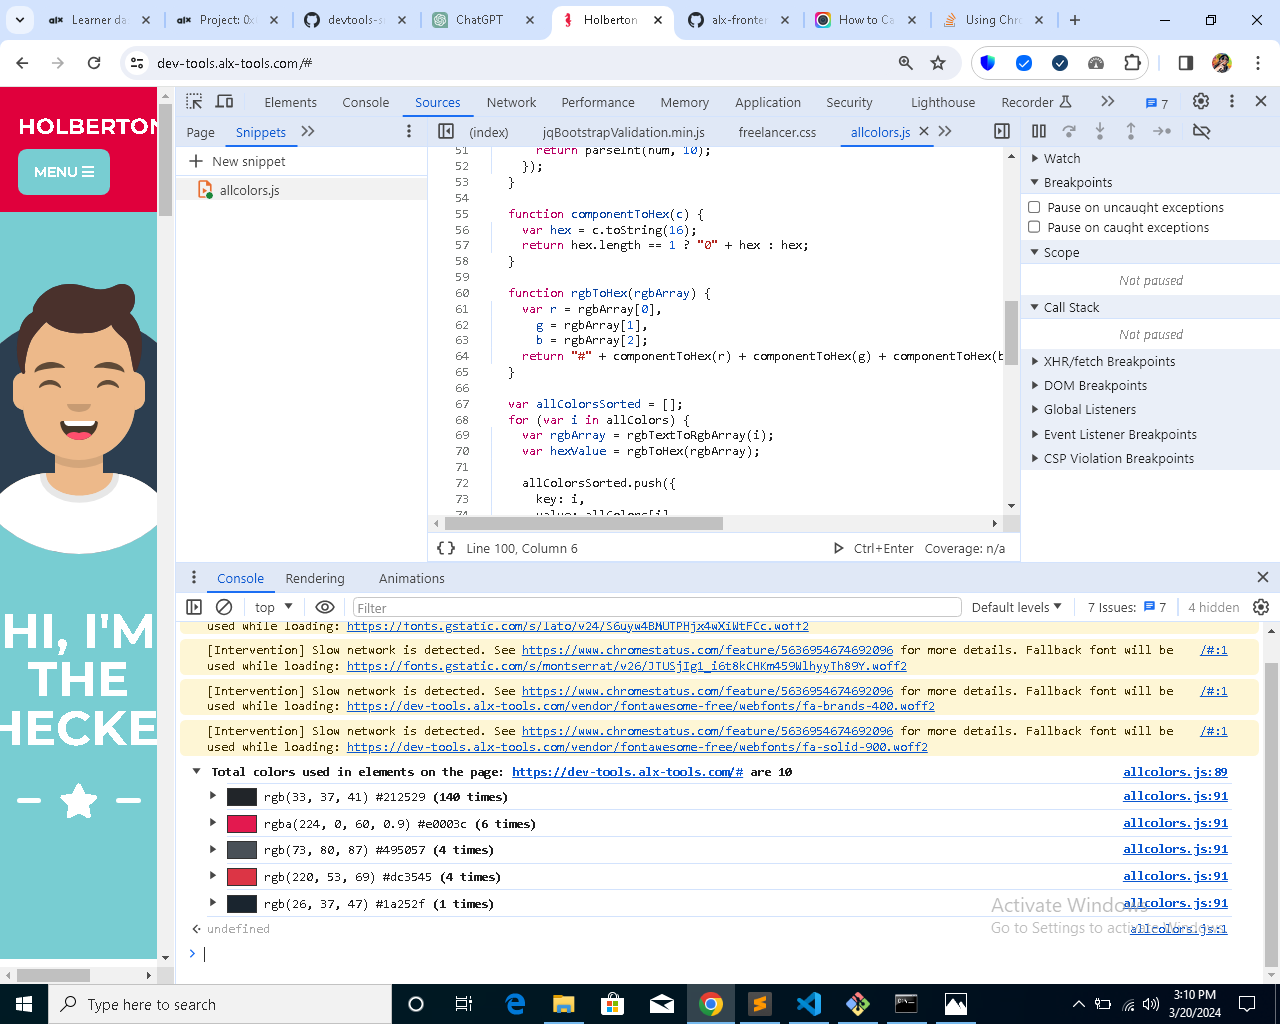 Learner da
Project: 0x
devtools-s
ChatGPT
Holberton
alx-fronter
How to Ca
Using Chr
dev-tools.alx-tools.com/#
HOLBERTON
MENU
HI, I'M
THE
HECKE
Elements Console Sources Network Performance Memory Application Security Lighthouse Recorder 7
Page Snippets
New snippet
allcolors.js
(index) jqBootstrapValidation.min.js freelancer.css allcolors.js
51 return parseInt(num, 10);
52 });
53 }
54
55 function componentToHex(c) {
56 var hex = c.toString(16);
57 return hex.length == 1 ? "0" + hex : hex;
58 }
59
60 function rgbToHex(rgbArray) {
61 var r = rgbArray[0],
62 g = rgbArray[1],
63 b = rgbArray[2];
64 return "#" + componentToHex(r) + componentToHex(g) + componentToHex(b
65 }
66
67 var allColorsSorted = [];
68 for (var i in allColors) {
69 var rgbArray = rgbTextToRgbArray(i);
70 var hexValue = rgbToHex(rgbArray);
71
72 allColorsSorted.push({
73 key: i,
74 value: allColors[i]
{} Line 100, Column 6 Ctrl+Enter Coverage: n/a
Watch
Breakpoints
Pause on uncaught exceptions
Pause on caught exceptions
Scope
Not paused
Call Stack
Not paused
XHR/fetch Breakpoints
DOM Breakpoints
Global Listeners
Event Listener Breakpoints
CSP Violation Breakpoints
Console Rendering Animations
top Filter Default levels 7 Issues: 7 4 hidden
used while loading: https://fonts.gstatic.com/s/lato/v24/S6uyw4BMUTPHjx4wXiWtFCc.woff2
[Intervention] Slow network is detected. See https://www.chromestatus.com/feature/5636954674692096 for more details. Fallback font will be /#:1
used while loading: https://fonts.gstatic.com/s/montserrat/v26/JTUSjIg1_i6t8kCHKm459WlhyyTh89Y.woff2
[Intervention] Slow network is detected. See https://www.chromestatus.com/feature/5636954674692096 for more details. Fallback font will be /#:1
used while loading: https://dev-tools.alx-tools.com/vendor/fontawesome-free/webfonts/fa-brands-400.woff2
[Intervention] Slow network is detected. See https://www.chromestatus.com/feature/5636954674692096 for more details. Fallback font will be /#:1
used while loading: https://dev-tools.alx-tools.com/vendor/fontawesome-free/webfonts/fa-solid-900.woff2
Total colors used in elements on the page: https://dev-tools.alx-tools.com/# are 10 allcolors.js:89
rgb(33, 37, 41) #212529 (140 times) allcolors.js:91
rgba(224, 0, 60, 0.9) #e0003c (6 times) allcolors.js:91
rgb(73, 80, 87) #495057 (4 times) allcolors.js:91
rgb(220, 53, 69) #dc3545 (4 times) allcolors.js:91
rgb(26, 37, 47) #1a252f (1 times) allcolors.js:91
undefined allcolors.js:1
Activate Windows
Go to Settings to activate Windows.
Type here to search
3:10 PM
3/20/2024